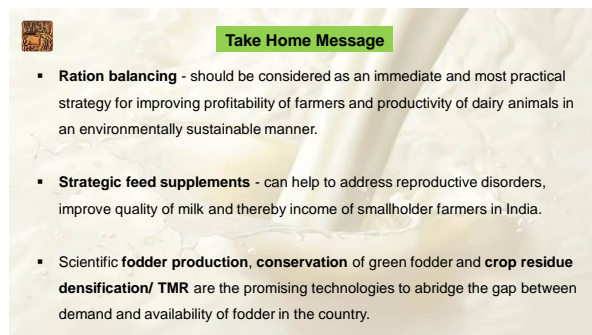 Take Home Message
▪ Ration balancing - should be considered as an immediate and most practical
strategy for improving profitability of farmers and productivity of dairy animals in
an environmentally sustainable manner.
▪ Strategic feed supplements - can help to address reproductive disorders,
improve quality of milk and thereby income of smallholder farmers in India.
▪ Scientific fodder production, conservation of green fodder and crop residue
densification/ TMR are the promising technologies to abridge the gap between
demand and availability of fodder in the country.